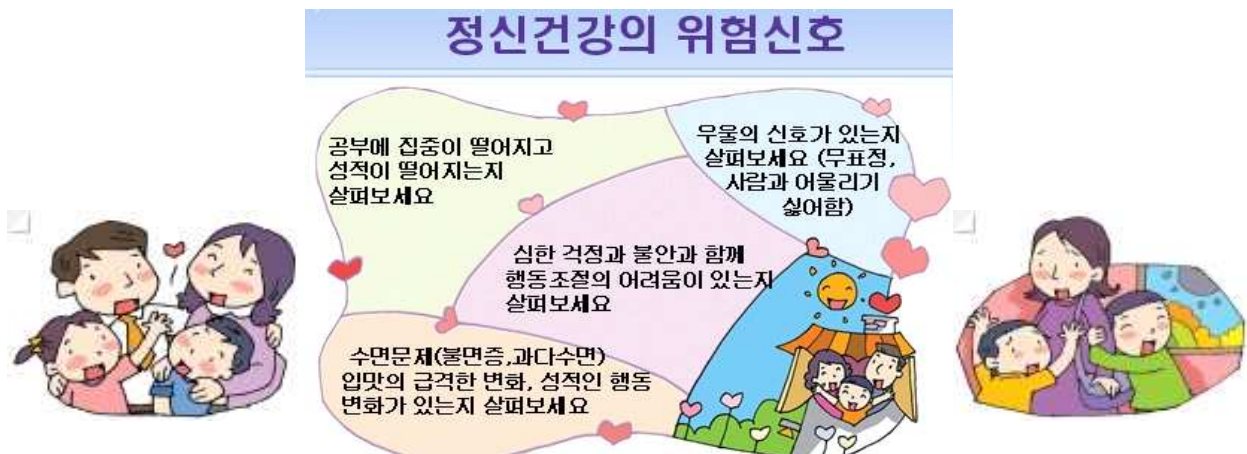 정신건강의 위험신호
공부에 집중이 떨어지고
성적이 떨어지는지
살펴보세요
우울의 신호가 있는지
살펴보세요 (무표정,
사람과 어울리기
싫어함)
심한 걱정과 불안과 함께
행동조절의 어려움이 있는지
살펴보세요
수면문제(불면증,과다수면)
입맛의 급격한 변화, 성적인 행동
변화가 있는지 살펴보세요